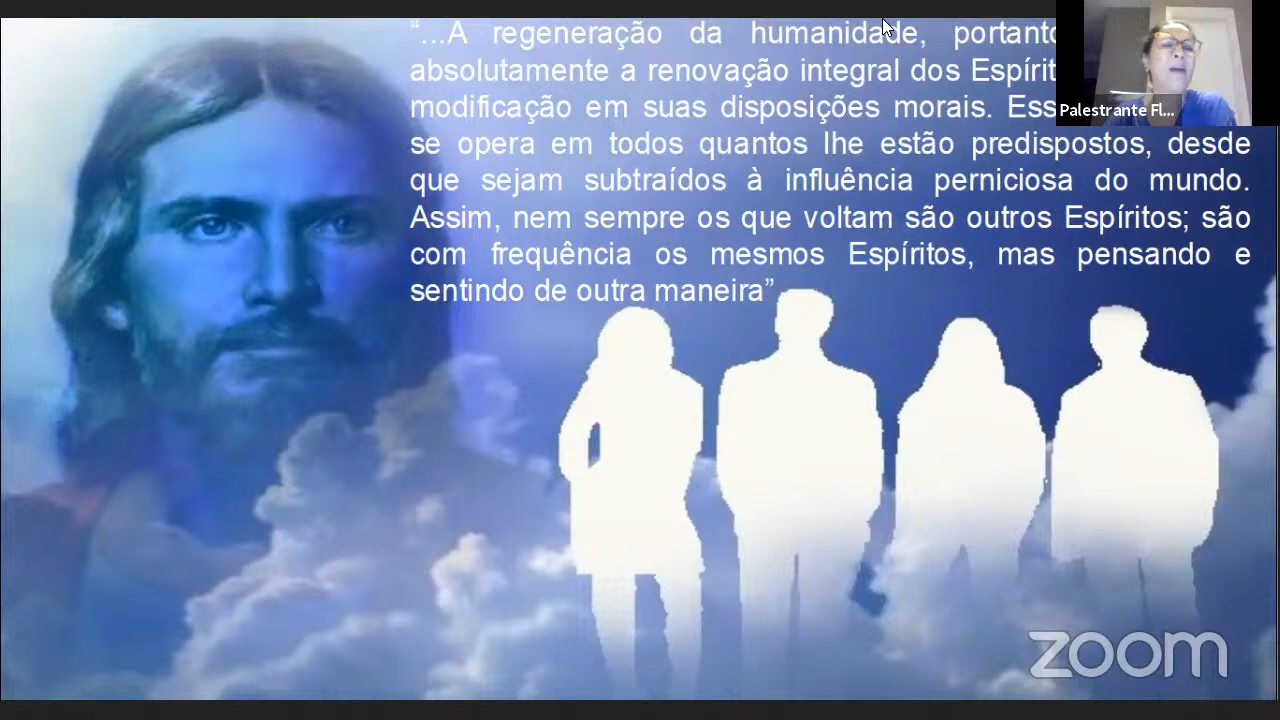 “...A regeneração da humanidade, portanto
absolutamente a renovação integral dos Espírit
modificação em suas disposições morais. Ess
se opera em todos quantos lhe estão predispostos, desde
que sejam subtraídos à influência perniciosa do mundo.
Assim, nem sempre os que voltam são outros Espíritos; são
com frequência os mesmos Espíritos, mas pensando e
sentindo de outra maneira”
Palestrante Fl...
zoom